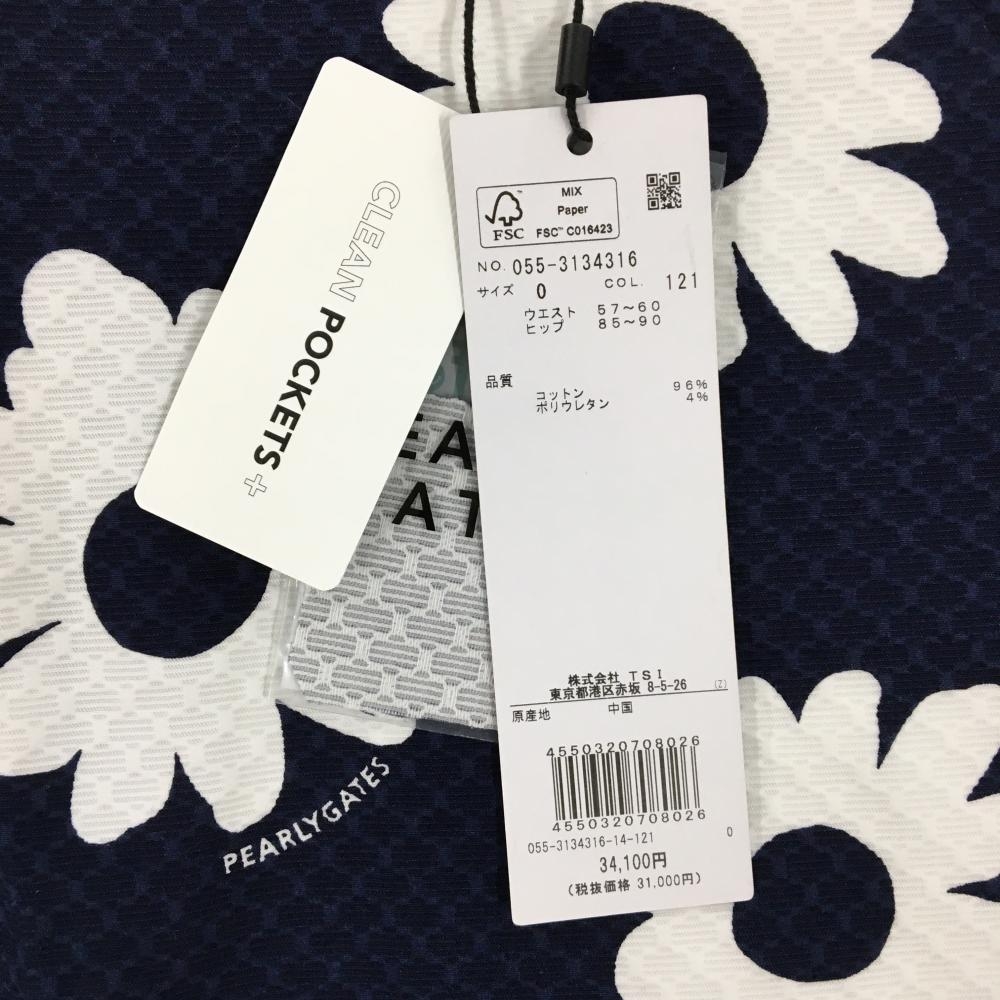 CLEAN POCKETS +
EA
AT
MIX
Paper
FSC™ C016423
FSC
NO. 055-3134316
サイズ 0 COL. 121
ウエスト 57～60
ヒップ 85～90
品質
コットン 96%
ポリウレタン 4%
株式会社 TSI
東京都港区赤坂 8-5-26 (Z)
原産地 中国
4550320708026
4550320708026
055-3134316-14-121 0
34,100円
(税抜価格 31,000円)
PEARLYGATES